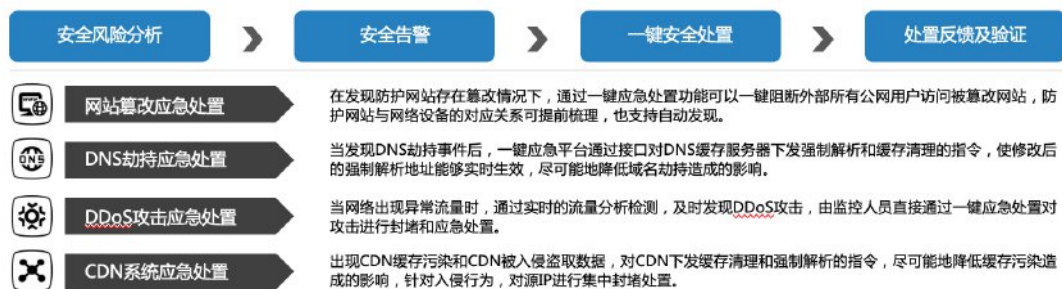 安全风险分析
安全告警
一键安全处置
处置反馈及验证
网站篡改应急处置
在发现防护网站存在篡改情况下，通过一键应急处置功能可以一键阻断外部所有公网用户访问被篡改网站，防
护网站与网络设备的对应关系可提前梳理，也支持自动发现。
DNS
DNS劫持应急处置
当发现DNS劫持事件后，一键应急平台通过接口对DNS缓存服务器下发强制解析和缓存清理的指令，使修改后
的强制解析地址能够实时生效，尽可能地降低域名劫持造成的影响。
DDoS攻击应急处置
当网络出现异常流量时，通过实时的流量分析检测，及时发现DDoS攻击，由监控人员直接通过一键应急处置对
攻击进行封堵和应急处置。
CDN系统应急处置
出现CDN缓存污染和CDN被入侵盗取数据，对CDN下发缓存清理和强制解析的指令，尽可能地降低缓存污染造
成的影响，针对入侵行为，对源IP进行集中封堵处置。